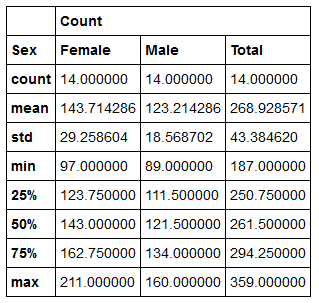 Count
Sex Female Male Total
count 14.000000 14.000000 14.000000
mean 143.714286 123.214286 268.928571
std 29.258604 18.568702 43.384620
min 97.000000 89.000000 187.000000
25% 123.750000 111.500000 250.750000
50% 143.000000 121.500000 261.500000
75% 162.750000 134.000000 294.250000
max 211.000000 160.000000 359.000000